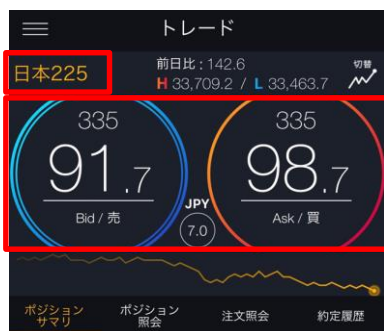 トレード
日本225
前日比 : 142.6
H 33,709.2 / L 33,463.7
切替
335
91.7
Bid / 売
JPY
7.0
335
98.7
Ask / 買
ポジション
サマリ
ポジション
照会
注文照会
約定履歴